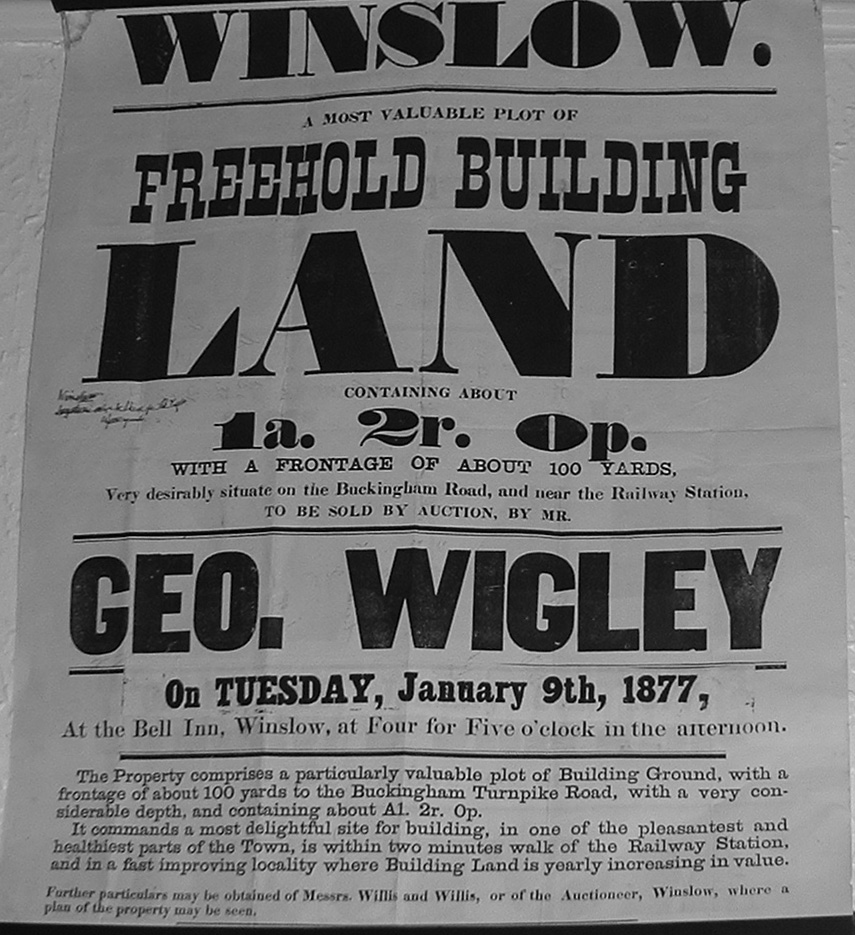 WINSLOW.
A MOST VALUABLE PLOT OF
FREEHOLD BUILDING
LAND
CONTAINING ABOUT
1a. 2r. 0p.
WITH A FRONTAGE OF ABOUT 100 YARDS,
Very desirably situate on the Buckingham Road, and near the Railway Station,
TO BE SOLD BY AUCTION, BY MR.
GEO. WIGLEY
On TUESDAY, January 9th, 1877,
At the Bell Inn, Winslow, at Four for Five o'clock in the afternoon.
The Property comprises a particularly valuable plot of Building Ground, with a
frontage of about 100 yards to the Buckingham Turnpike Road, with a very con-
siderable depth, and containing about A1. 2r. 0p.
It commands a most delightful site for building, in one of the pleasantest and
healthiest parts of the Town, is within two minutes walk of the Railway Station,
and in a fast improving locality where Building Land is yearly increasing in value.
Further particulars may be obtained of Messrs. Willis and Willis, or of the Auctioneer, Winslow, where a
plan of the property may be seen.